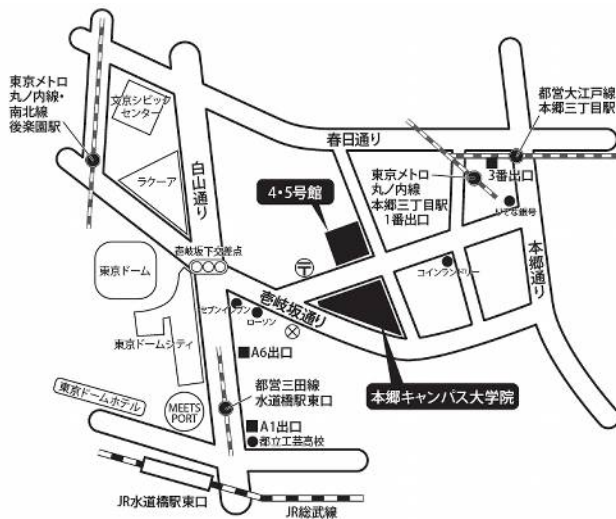 東京メトロ
丸ノ内線・
南北線
後楽園駅
文京シビック
センター
ラクーア
白山通り
春日通り
都営大江戸線
本郷三丁目駅
3番出口
東京メトロ
丸ノ内線
本郷三丁目駅
1番出口
りそな銀行
4・5号館
本郷通り
壱岐坂下交差点
〒
コインランドリー
東京ドーム
セブンイレブン
ローソン
壱岐坂通り
東京ドームシティ
A6出口
本郷キャンパス大学院
都営三田線
水道橋駅東口
東京ドームホテル
MEETS
PORT
A1出口
都立工芸高校
JR水道橋駅東口
JR総武線